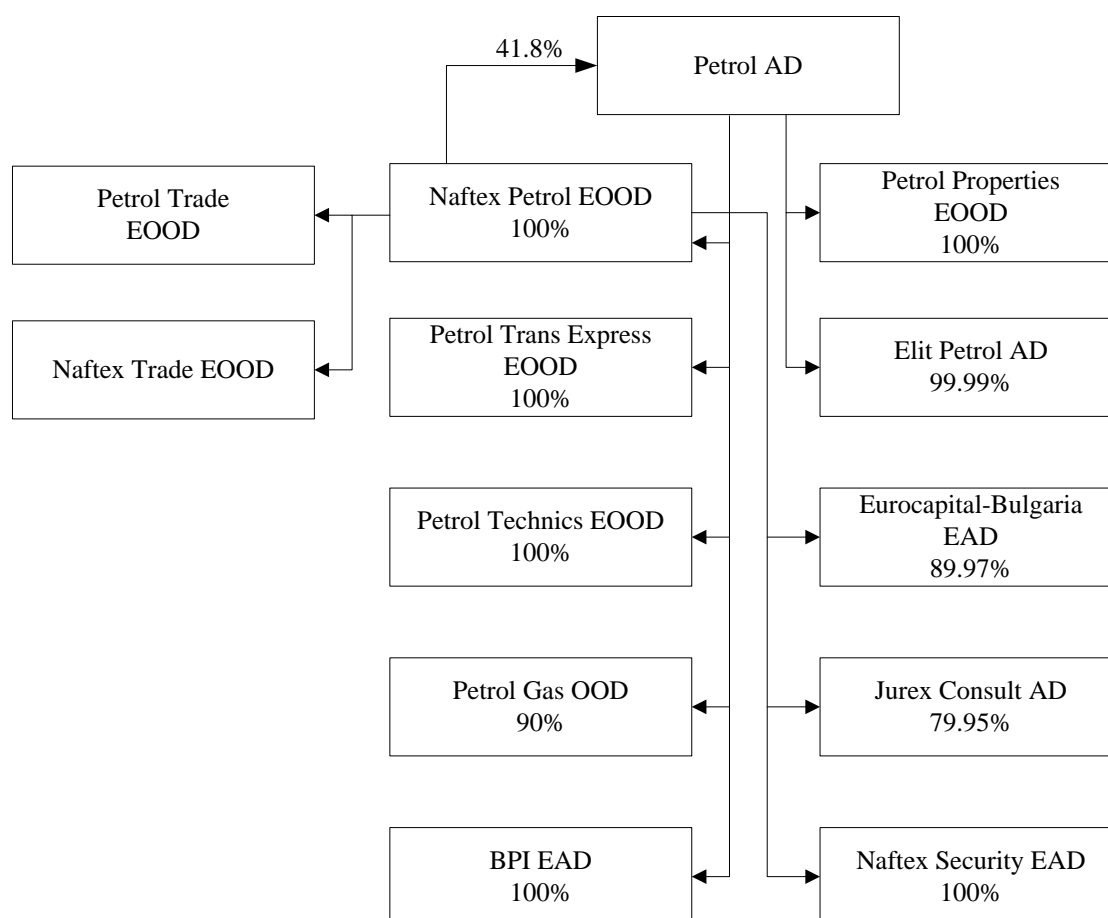 41.8%
Petrol AD
Petrol Trade
EOOD
Naftex Petrol EOOD
100%
Petrol Properties
EOOD
100%
Naftex Trade EOOD
Petrol Trans Express
EOOD
100%
Elit Petrol AD
99.99%
Petrol Technics EOOD
100%
Eurocapital-Bulgaria
EAD
89.97%
Petrol Gas OOD
90%
Jurex Consult AD
79.95%
BPI EAD
100%
Naftex Security EAD
100%